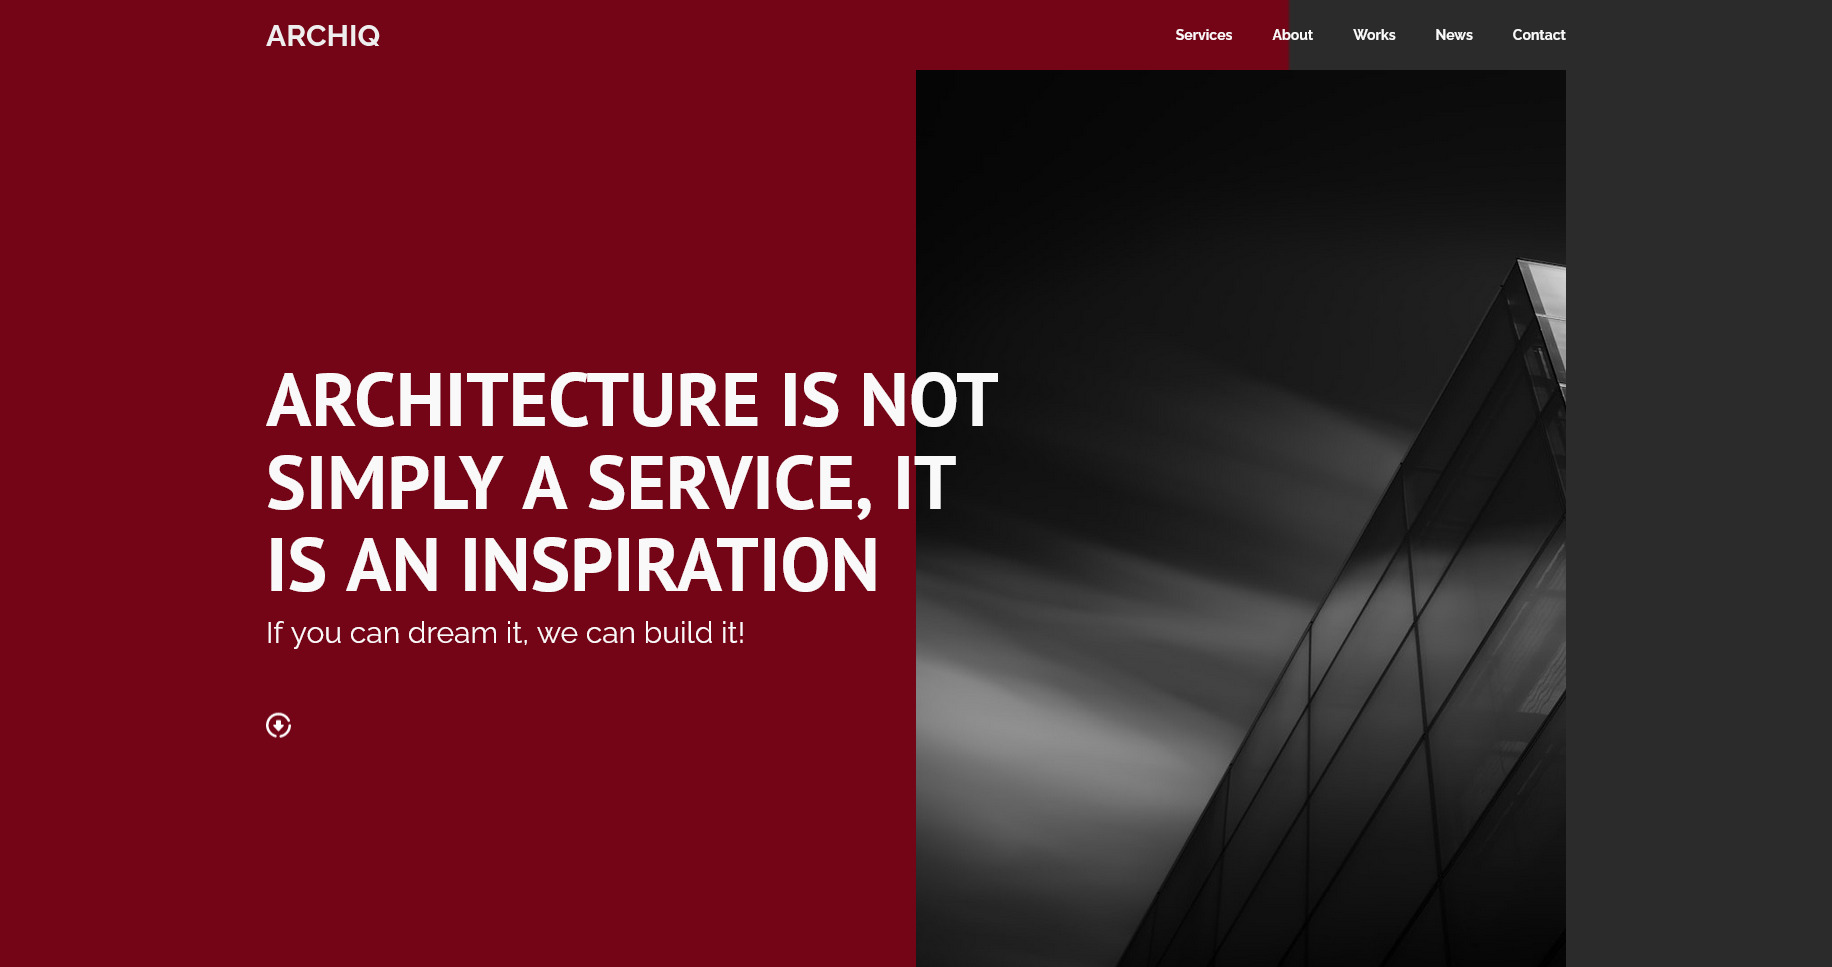 ARCHIQ
Services About Works News Contact
ARCHITECTURE IS NOT
SIMPLY A SERVICE, IT
IS AN INSPIRATION
If you can dream it, we can build it!